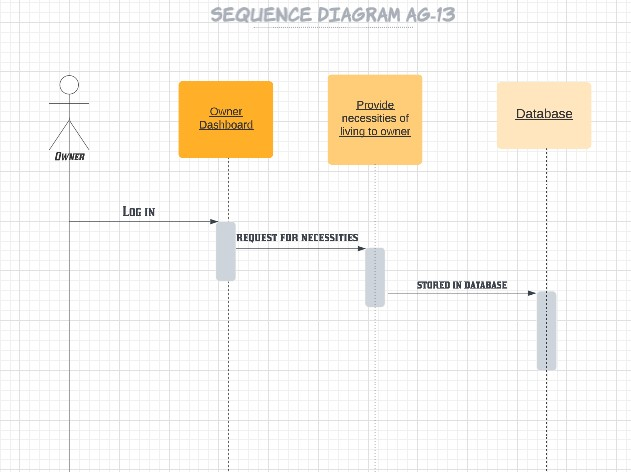 SEQUENCE DIAGRAM AG-13
Owner
Dashboard
Provide
necessities of
living to owner
Database
OWNER
LOG IN
REQUEST FOR NECESSITIES
STORED IN DATABASE